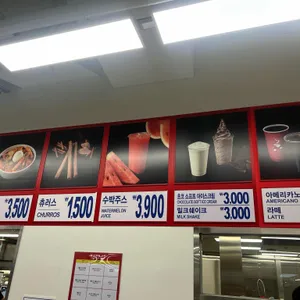 ₩3,500
츄러스
CHURROS
₩1,500
수박주스
WATERMELON
JUICE
₩3,900
초코 소프트 아이스크림
CHOCOLATE SOFT ICE CREAM
₩3,000
밀크쉐이크
MILK SHAKE
₩3,000
아메리카노
AMERICANO
라떼
LATTE